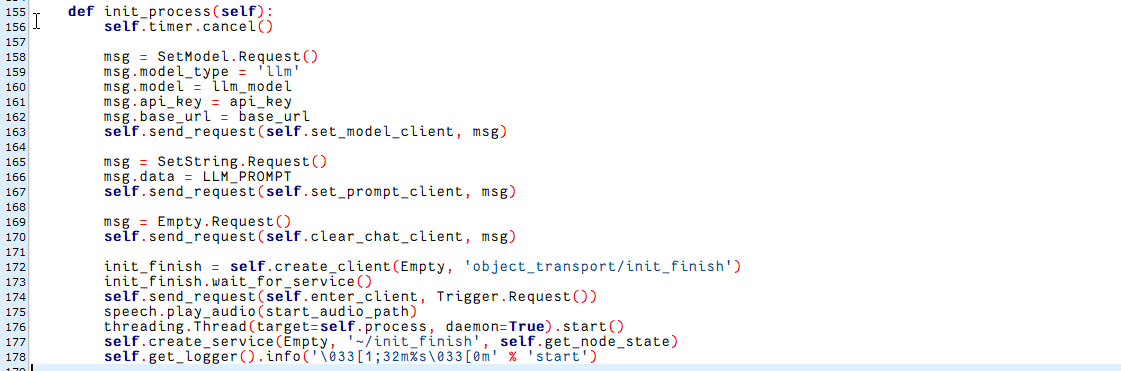 155 def init_process(self):
156 self.timer.cancel()
157
158 msg = SetModel.Request()
159 msg.model_type = 'llm'
160 msg.model = llm_model
161 msg.api_key = api_key
162 msg.base_url = base_url
163 self.send_request(self.set_model_client, msg)
164
165 msg = SetString.Request()
166 msg.data = LLM_PROMPT
167 self.send_request(self.set_prompt_client, msg)
168
169 msg = Empty.Request()
170 self.send_request(self.clear_chat_client, msg)
171
172 init_finish = self.create_client(Empty, 'object_transport/init_finish')
173 init_finish.wait_for_service()
174 self.send_request(self.enter_client, Trigger.Request())
175 speech.play_audio(start_audio_path)
176 threading.Thread(target=self.process, daemon=True).start()
177 self.create_service(Empty, '~/init_finish', self.get_node_state)
178 self.get_logger().info('\033[1;32m%s\033[0m' % 'start')